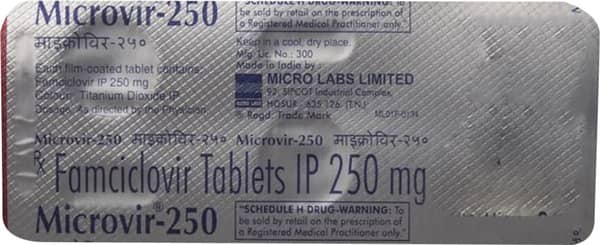 Microvir-250
माइक्रोविर-२५०
Each film-coated tablet contains:
Famciclovir IP 250 mg
Colour: Titanium Dioxide IP
Dosage: As directed by the Physician
"SCHEDULE H DRUG-WARNING: To
be sold by retail on the prescription of
a Registered Medical Practitioner only."
Keep in a cool, dry place.
Mfg. Lic. No.: 300
Made in India by:
MICRO LABS LIMITED
92, SIPCOT Industrial Complex,
HOSUR - 635 126 (T.N.)
® Regd. Trade Mark
MICRO LABS
Microvir-250 माइक्रोविर-२५० Microvir-250 माइक्रोविर-२५०
Rx Famciclovir Tablets IP 250 mg
Microvir®-250
"SCHEDULE H DRUG-WARNING: To
be sold by retail on the prescription of
a Registered Medical Practitioner only."